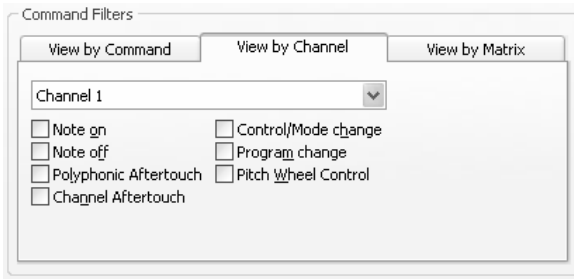 Command Filters
View by Command
View by Channel
View by Matrix
Channel 1
Note on
Control/Mode change
Note off
Program change
Polyphonic Aftertouch
Pitch Wheel Control
Channel Aftertouch